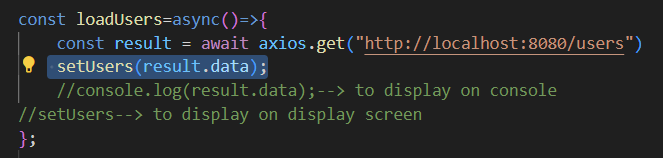 const loadUsers=async()=>{
const result = await axios.get("http://localhost:8080/users")
setUsers(result.data);
//console.log(result.data);--> to display on console
//setUsers--> to display on display screen
};